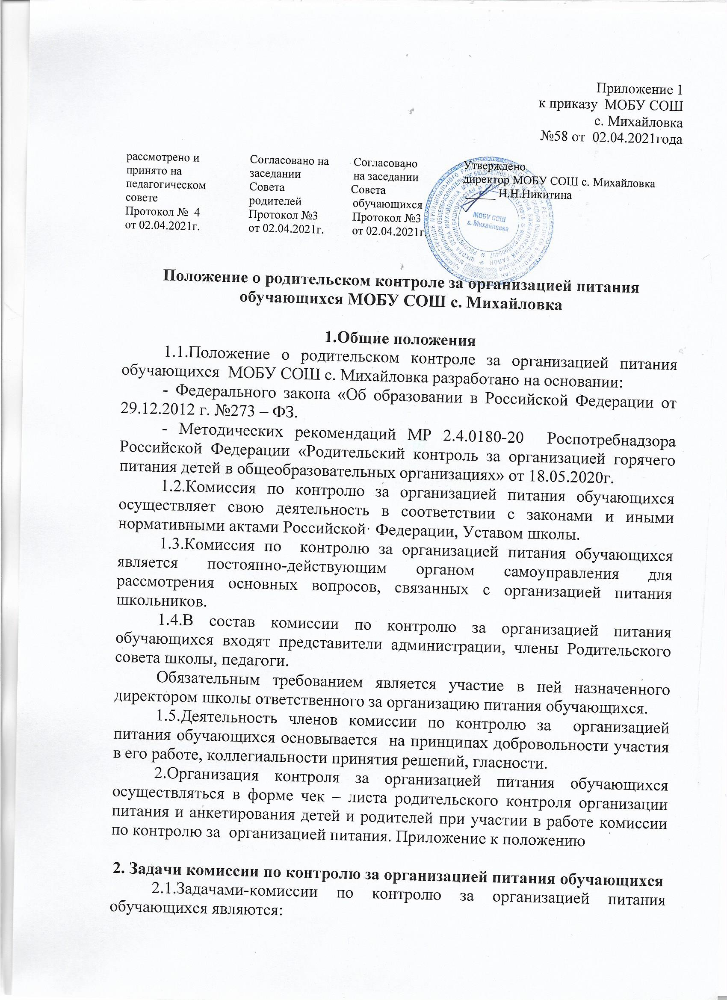 Приложение 1
к приказу  МОБУ СОШ
с. Михайловка
№58 от  02.04.2021года
рассмотрено и
принято на
педагогическом
совете
Протокол №  4
от 02.04.2021г.
Согласовано на
заседании
Совета
родителей
Протокол №3
от 02.04.2021г.
Согласовано
на заседании
Совета
обучающихся
Протокол №3
от 02.04.2021г.
Утверждено
директор МОБУ СОШ с. Михайловка
_____ Н.Н.Никитина
МОБУ СОШ
с. Михайловка
Положение о родительском контроле за организацией питания
обучающихся МОБУ СОШ с. Михайловка
1.Общие положения
1.1.Положение о родительском контроле за организацией питания
обучающихся  МОБУ СОШ с. Михайловка разработано на основании:
- Федерального закона «Об образовании в Российской Федерации от
29.12.2012 г. №273 – ФЗ.
- Методических рекомендаций МР 2.4.0180-20  Роспотребнадзора
Российской Федерации «Родительский контроль за организацией горячего
питания детей в общеобразовательных организациях» от 18.05.2020г.
1.2.Комиссия по контролю за организацией питания обучающихся
осуществляет свою деятельность в соответствии с законами и иными
нормативными актами Российской· Федерации, Уставом школы.
1.3.Комиссия по  контролю за организацией питания обучающихся
является постоянно-действующим органом самоуправления для
рассмотрения основных вопросов, связанных с организацией питания
школьников.
1.4.В состав комиссии по контролю за организацией питания
обучающихся входят представители администрации, члены Родительского
совета школы, педагоги.
Обязательным требованием является участие в ней назначенного
директором школы ответственного за организацию питания обучающихся.
1.5.Деятельность членов комиссии по контролю за  организацией
питания обучающихся основывается  на принципах добровольности участия
в его работе, коллегиальности принятия решений, гласности.
2.Организация контроля за организацией питания обучающихся
осуществляться в форме чек – листа родительского контроля организации
питания и анкетирования детей и родителей при участии в работе комиссии
по контролю за  организацией питания. Приложение к положению
2. Задачи комиссии по контролю за организацией питания обучающихся
2.1.Задачами-комиссии по контролю за организацией питания
обучающихся являются: